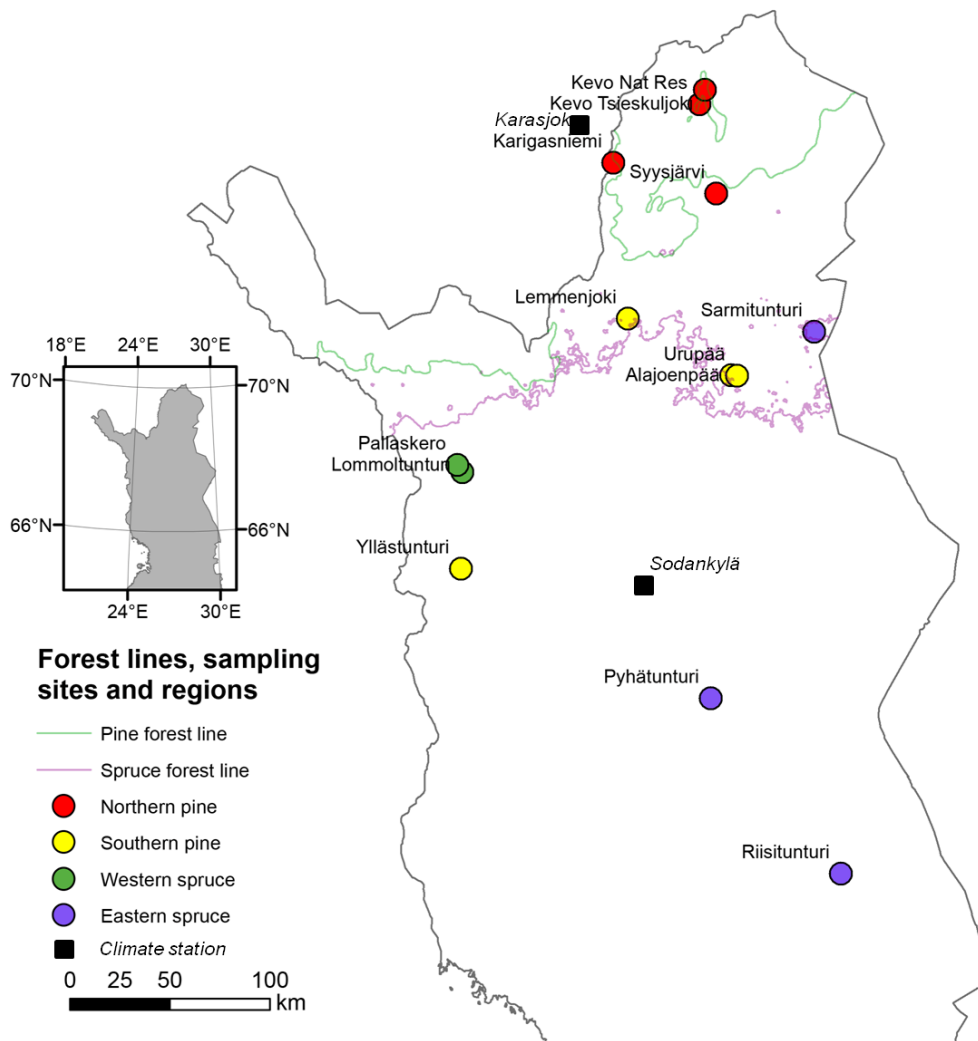 Kevo Nat Res
Kevo Tsieskuljok
Karasjok
Karigasniemi
Syysjärvi
Lemmenjoki
Sarmitunturi
Urupää
Alajoenpää
18°E 24°E 30°E
70°N 70°N
66°N 66°N
24°E 30°E
Pallaskero
Lommoltunturi
Yllästunturi
Sodankylä
Pyhätunturi
Riisitunturi
Forest lines, sampling
sites and regions
Pine forest line
Spruce forest line
Northern pine
Southern pine
Western spruce
Eastern spruce
Climate station
0 25 50 100
km